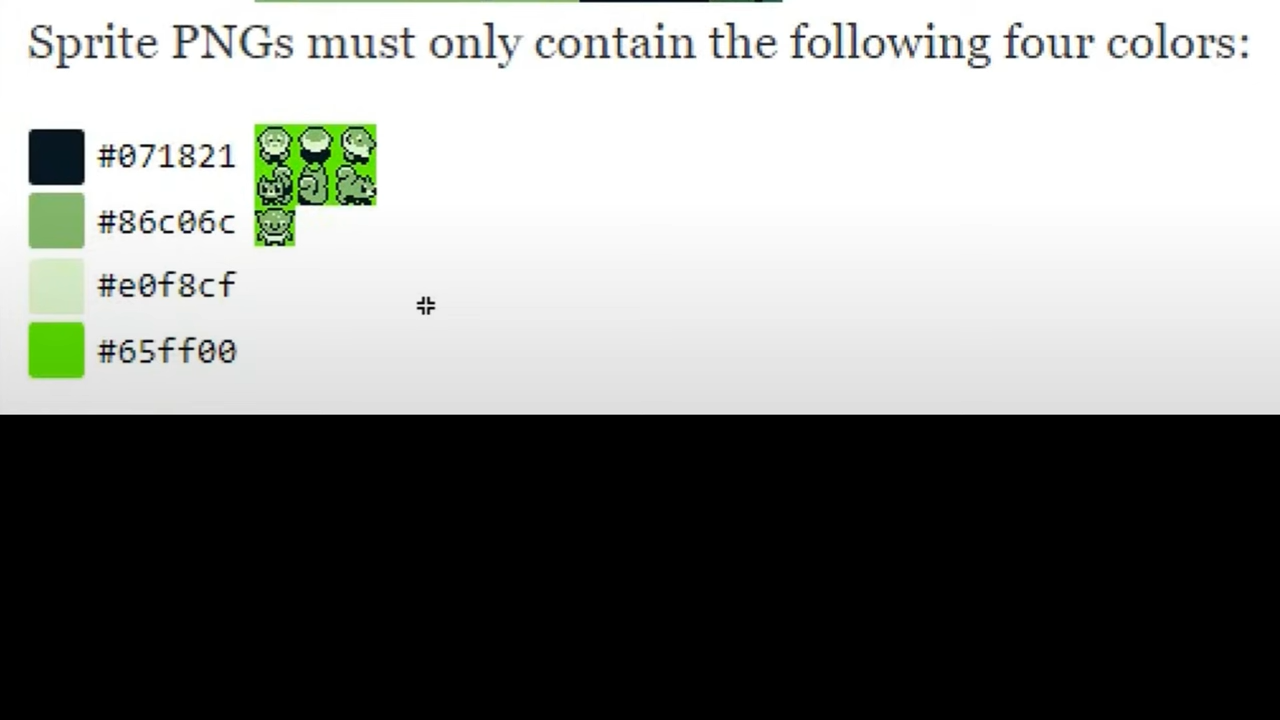 Sprite PNGs must only contain the following four colors:
#071821
#86c06c
#e0f8cf
#65ff00